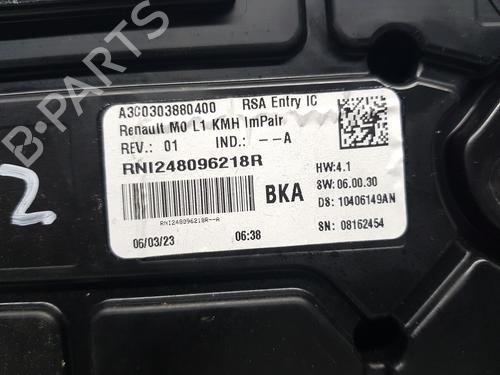 A3C0303880400 RSA Entry IC
Renault M0 L1 KMH ImPair
REV.: 01 IND.: --A
RNI248096218R
HW:4.1
BKA
SW: 06.00.30
D8: 10406149AN
RNI248096218R--A
SN: 08162454
06/03/23 06:38
2
B-PARTS